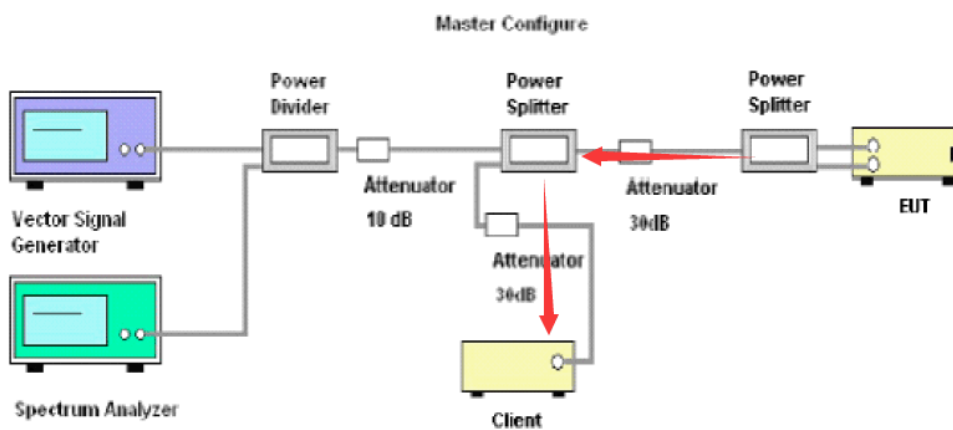 Master Configure
Power
Divider
Power
Splitter
Power
Splitter
Attenuator
10 dB
Attenuator
30dB
EUT
Vector Signal
Generator
Attenuator
30dB
Spectrum Analyzer
Client